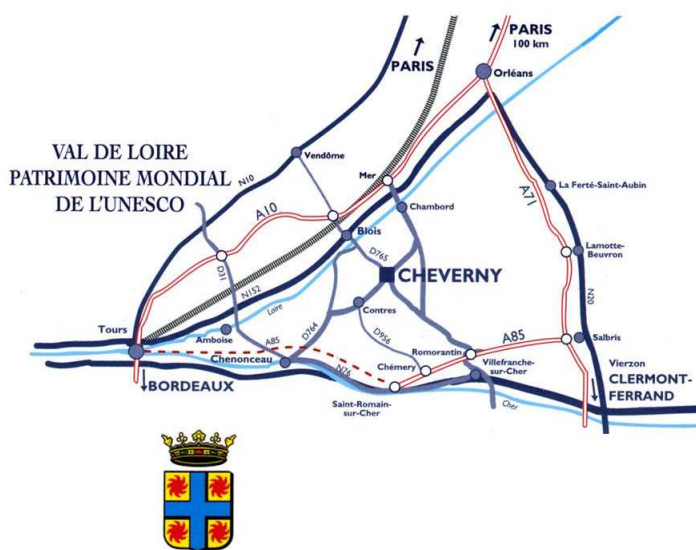 PARIS
100 km
PARIS
Orléans
VAL DE LOIRE
PATRIMOINE MONDIAL
DE L'UNESCO
Vendôme
N10
Mer
A10
A71
La Ferté-Saint-Aubin
Chambord
Blois
D765
Lamotte-
Beuvron
D31
CHEVERNY
N152
Loire
Contres
N20
Tours
Amboise
D764
D956
A85
Salbris
A85
Romorantin
Chenonceau
Villefranche-
sur-Cher
Chémery
N76
Vierzon
BORDEAUX
CLERMONT-
FERRAND
Saint-Romain-
sur-Cher
Cher